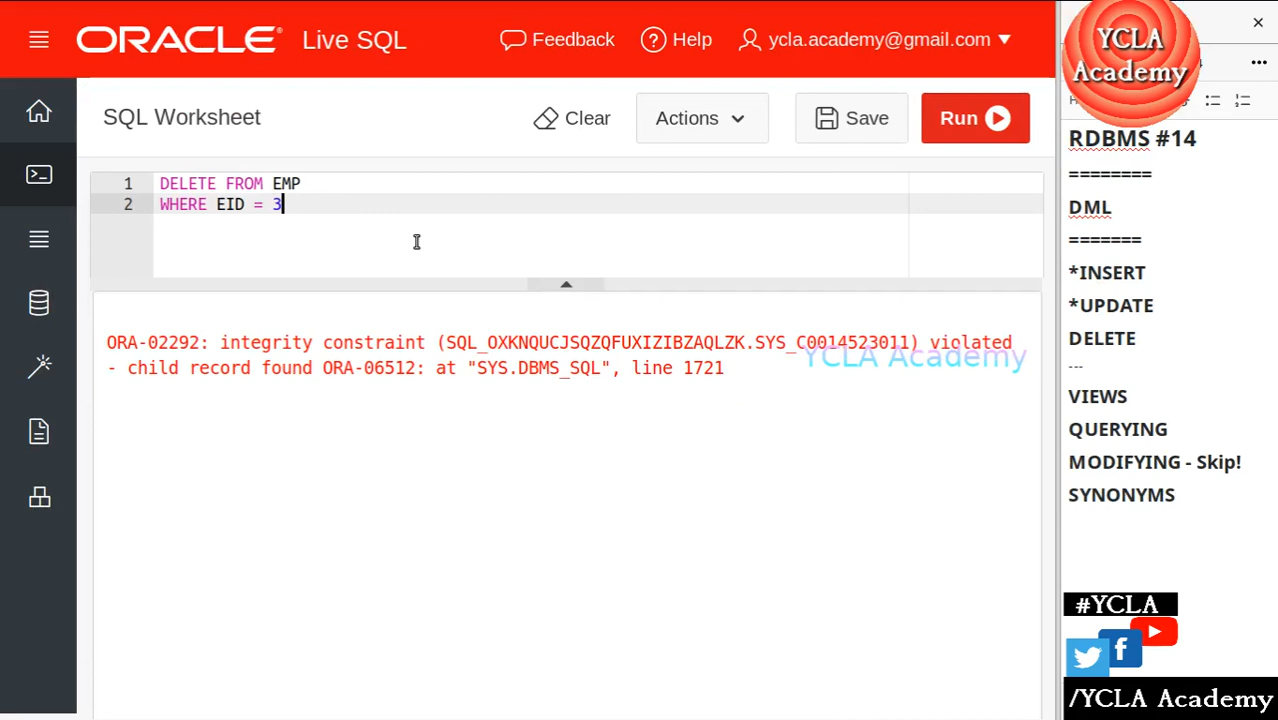 ORACLE Live SQL
Feedback
Help
ycla.academy@gmail.com
SQL Worksheet
Clear
Actions
Save
Run
1 DELETE FROM EMP
2 WHERE EID = 3
ORA-02292: integrity constraint (SQL_OXKNQUCJSQZQFUXIZIBZAQLZK.SYS_C0014523011) violated
- child record found ORA-06512: at "SYS.DBMS_SQL", line 1721
YCLA Academy
YCLA
Academy
RDBMS #14
========
DML
=======
*INSERT
*UPDATE
DELETE
---
VIEWS
QUERYING
MODIFYING - Skip!
SYNONYMS
#YCLA
/YCLA Academy